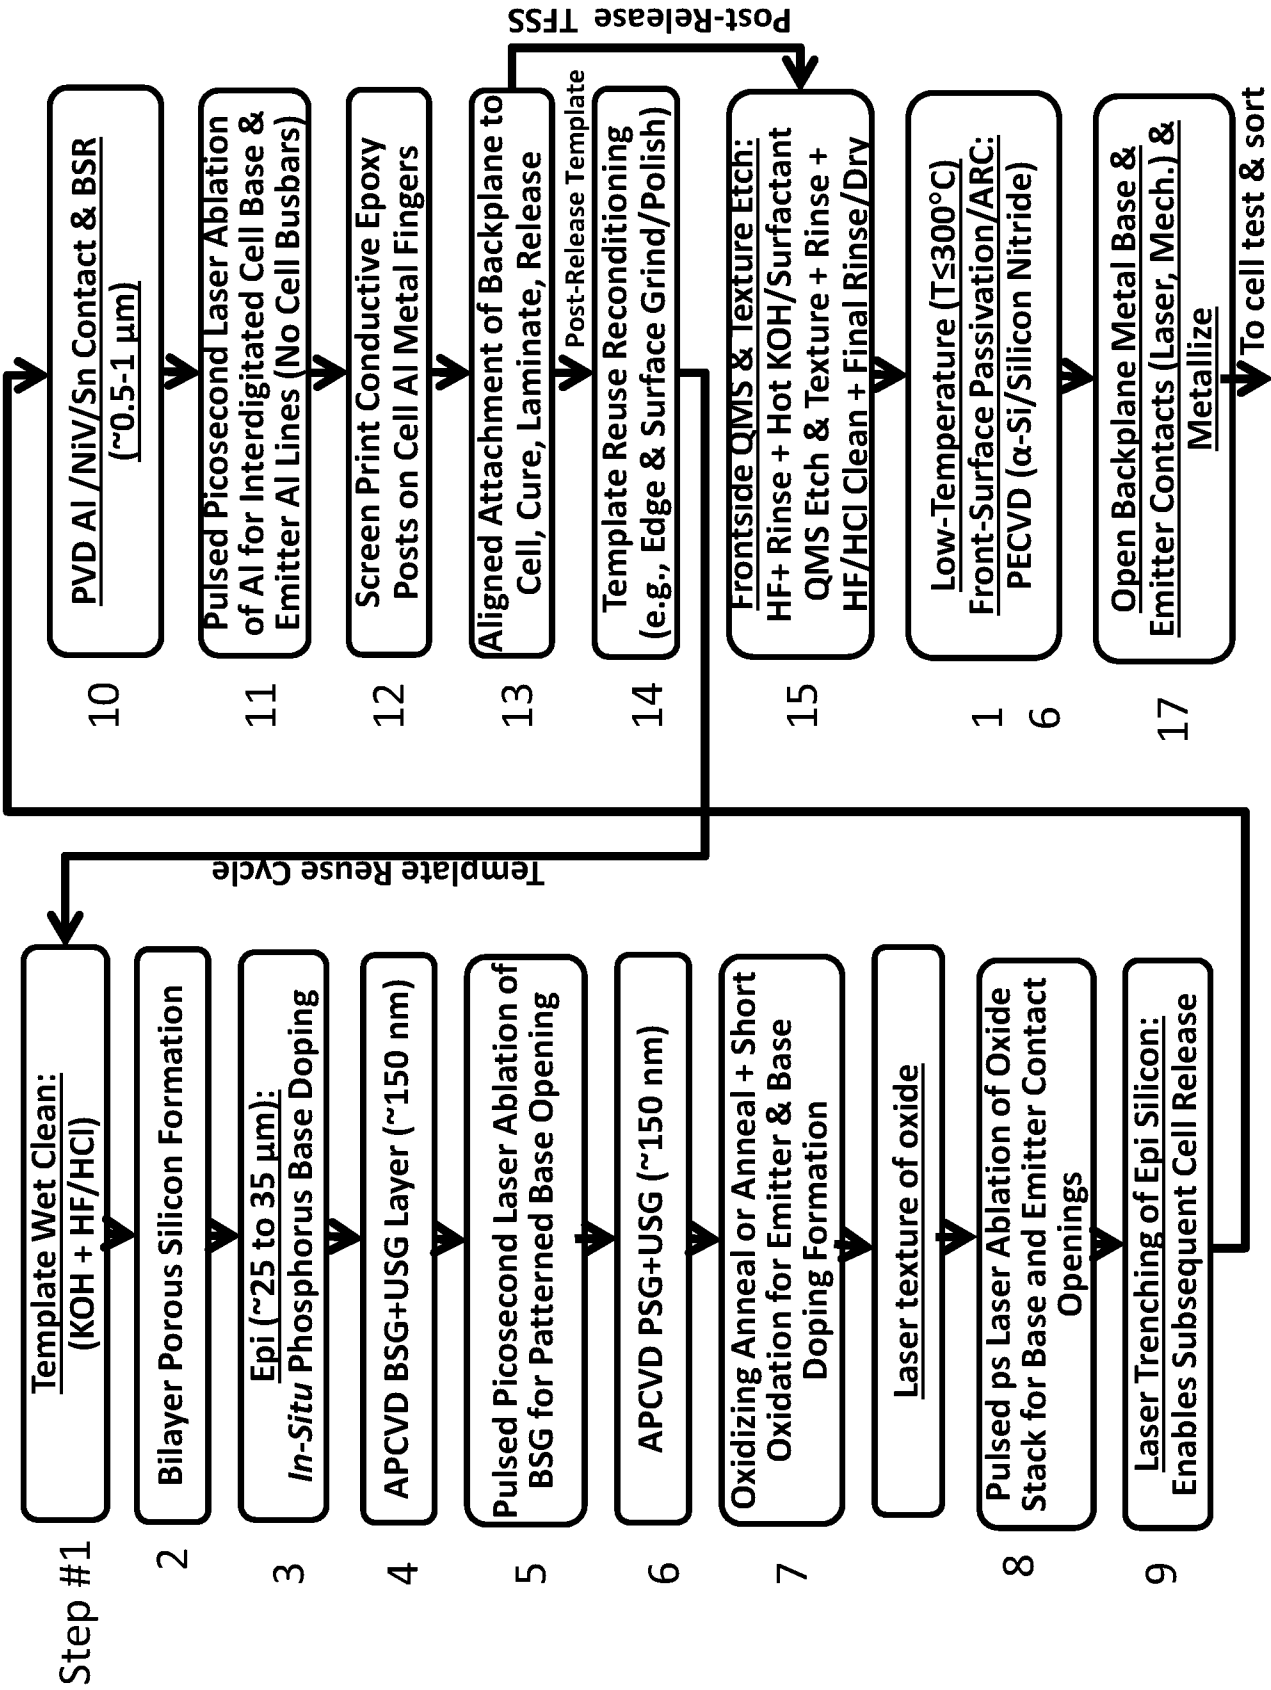 Step #1
Template Wet Clean:
(KOH + HF/HCl)
2
Bilayer Porous Silicon Formation
3
Epi (~25 to 35 µm):
In-Situ Phosphorus Base Doping
4
APCVD BSG+USG Layer (~150 nm)
5
Pulsed Picosecond Laser Ablation of
BSG for Patterned Base Opening
6
APCVD PSG+USG (~150 nm)
7
Oxidizing Anneal or Anneal + Short
Oxidation for Emitter & Base
Doping Formation
Laser texture of oxide
8
Pulsed ps Laser Ablation of Oxide
Stack for Base and Emitter Contact
Openings
9
Laser Trenching of Epi Silicon:
Enables Subsequent Cell Release
Template Reuse Cycle
10
PVD Al /NiV/Sn Contact & BSR
(~0.5-1 µm)
11
Pulsed Picosecond Laser Ablation
of Al for Interdigitated Cell Base &
Emitter Al Lines (No Cell Busbars)
12
Screen Print Conductive Epoxy
Posts on Cell Al Metal Fingers
13
Aligned Attachment of Backplane to
Cell, Cure, Laminate, Release
Post-Release Template
Post-Release TFSS
14
Template Reuse Reconditioning
(e.g., Edge & Surface Grind/Polish)
15
Frontside QMS & Texture Etch:
HF+ Rinse + Hot KOH/Surfactant
QMS Etch & Texture + Rinse +
HF/HCl Clean + Final Rinse/Dry
1
6
Low-Temperature (T≤300°C)
Front-Surface Passivation/ARC:
PECVD (α-Si/Silicon Nitride)
17
Open Backplane Metal Base &
Emitter Contacts (Laser, Mech.) &
Metallize
To cell test & sort